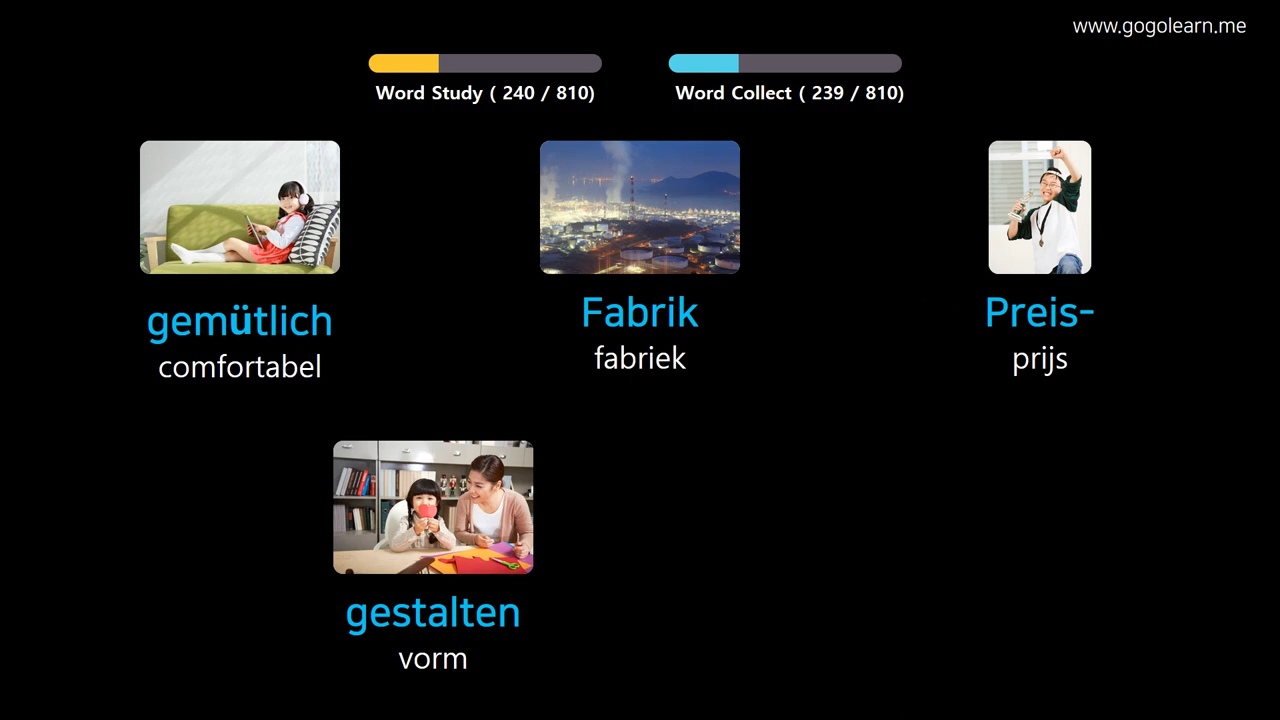 www.gogolearn.me
Word Study ( 240 / 810)
Word Collect ( 239 / 810)
gemütlich
comfortabel
Fabrik
fabriek
Preis-
prijs
gestalten
vorm